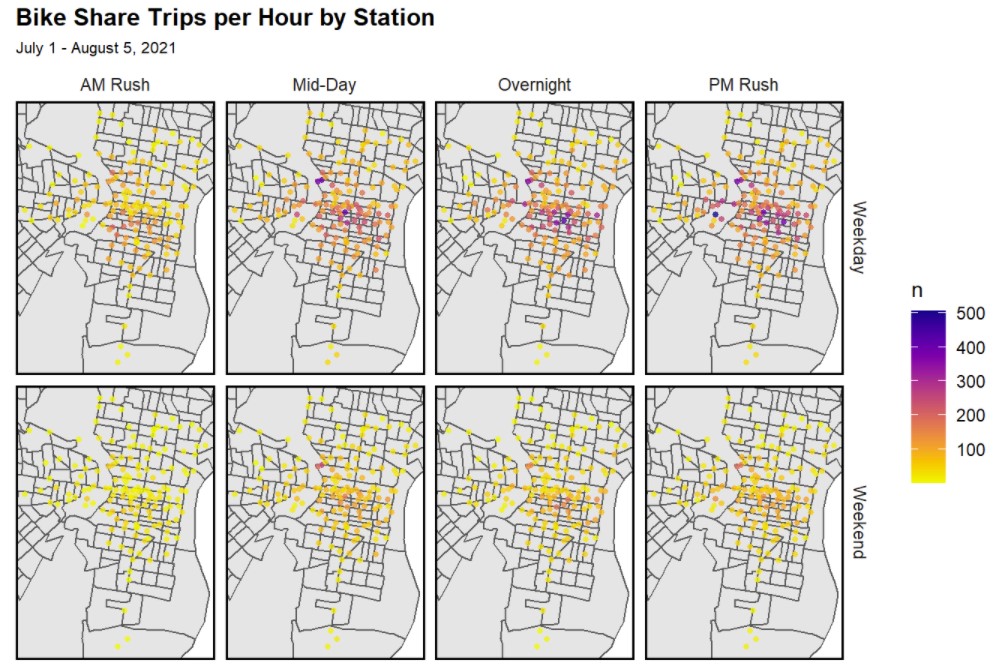 Bike Share Trips per Hour by Station
July 1 - August 5, 2021
AM Rush
Mid-Day
Overnight
PM Rush
Weekday
Weekend
n
500
400
300
200
100